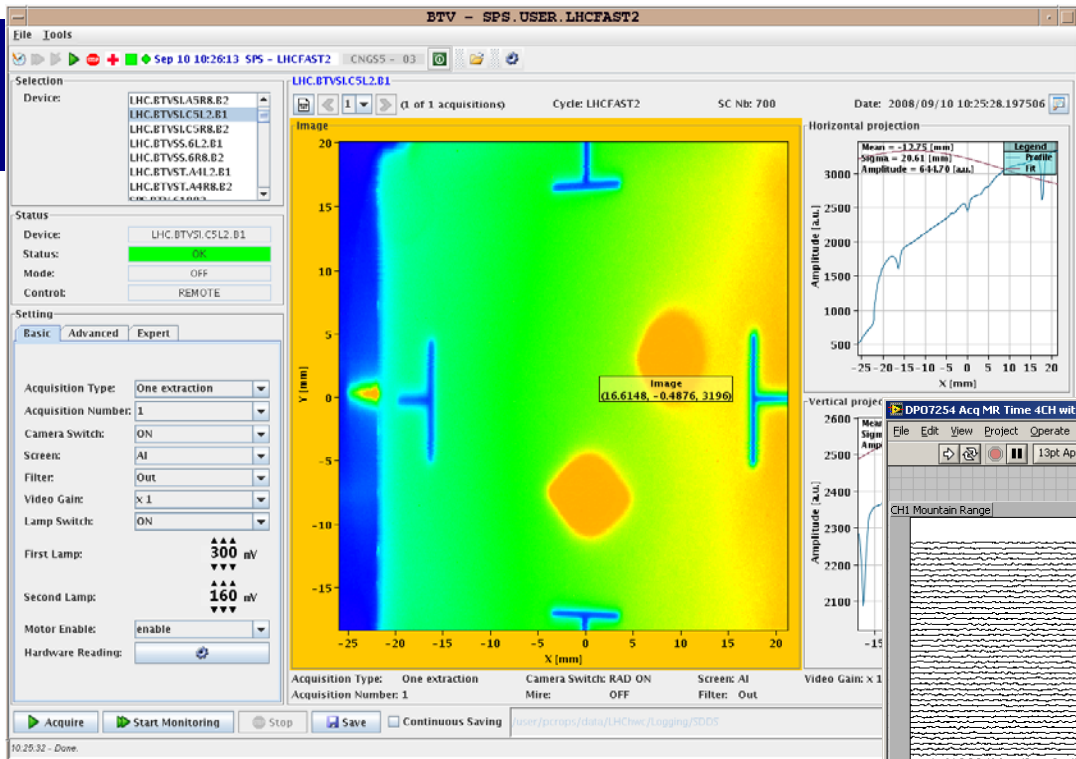 BTV - SPS.USER.LHCFAST2
File Tools
Sep 10 10:26:13 SPS - LHCFAST2 CNGS5 - 03
Selection
Device:
LHC.BTVSI.A5R8.B2
LHC.BTVSI.C5L2.B1
LHC.BTVSI.C5R8.B2
LHC.BTVSS.6L2.B1
LHC.BTVSS.6R8.B2
LHC.BTVST.A4L2.B1
LHC.BTVST.A4R8.B2
Status
Device: LHC.BTVSI.C5L2.B1
Status: OK
Mode: OFF
Control: REMOTE
Setting
Basic Advanced Expert
Acquisition Type: One extraction
Acquisition Number: 1
Camera Switch: ON
Screen: Al
Filter: Out
Video Gain: x 1
Lamp Switch: ON
First Lamp: 300 mV
Second Lamp: 160 mV
Motor Enable: enable
Hardware Reading:
LHC.BTVSI.C5L2.B1
1 (1 of 1 acquisitions) Cycle: LHCFAST2 SC Nb: 700 Date: 2008/09/10 10:25:28.197506
Image
20
15
10
5
0
-5
-10
-15
Y [mm]
Image
(16.6148, -0.4876, 3196)
-25 -20 -15 -10 -5 0 5 10 15 20
X [mm]
Acquisition Type: One extraction Camera Switch: RAD ON Screen: Al Video Gain: x 1
Acquisition Number: 1 Mire: OFF Filter: Out
Horizontal projection
Mean = -12.75 [mm]
Sigma = 20.61 [mm]
Amplitude = 644.70 [a.u.]
Legend
Profile
Fit
3000
2500
2000
1500
1000
500
Amplitude [a.u.]
-25 -20 -15 -10 -5 0 5 10 15 20
X [mm]
Vertical projec
Mear
Sigm
Amp
2600
2500
2400
2300
2200
2100
Amplitude [a.u.]
-15
DPO7254 Acq MR Time 4CH wit
File Edit View Project Operate
13pt Ap
CH1 Mountain Range
Acquire Start Monitoring Stop Save Continuous Saving /user/pcrops/data/LHChwc/Logging/SDDS
10:25:32 - Done.